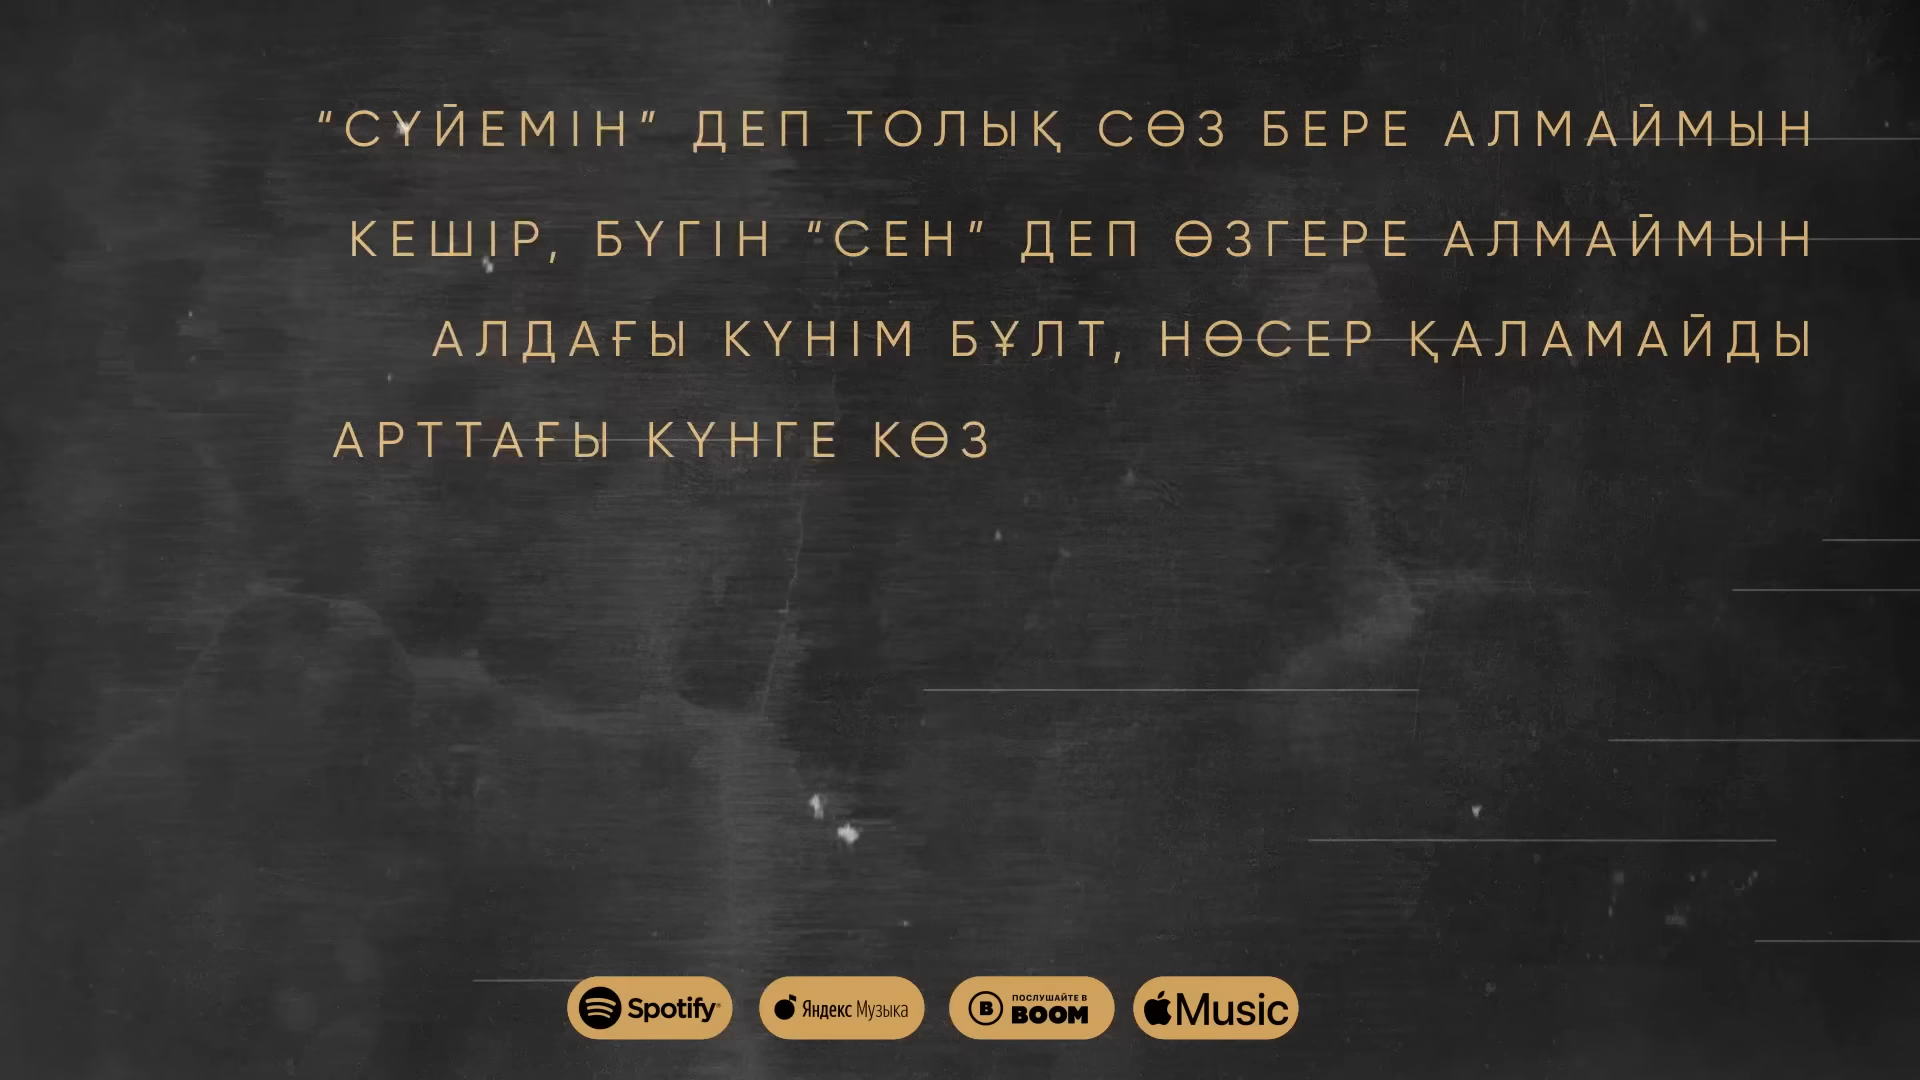 “СҮЙЕМІН” ДЕП ТОЛЫҚ СӨЗ БЕРЕ АЛМАЙМЫН
КЕШІР, БҮГІН “СЕН” ДЕП ӨЗГЕРЕ АЛМАЙМЫН
АЛДАҒЫ КҮНІМ БҰЛТ, НӨСЕР ҚАЛАМАЙДЫ
АРТТАҒЫ КҮНГЕ КӨЗ
Spotify
Яндекс Музыка
ПОСЛУШАЙТЕ В
B BOOM
Music